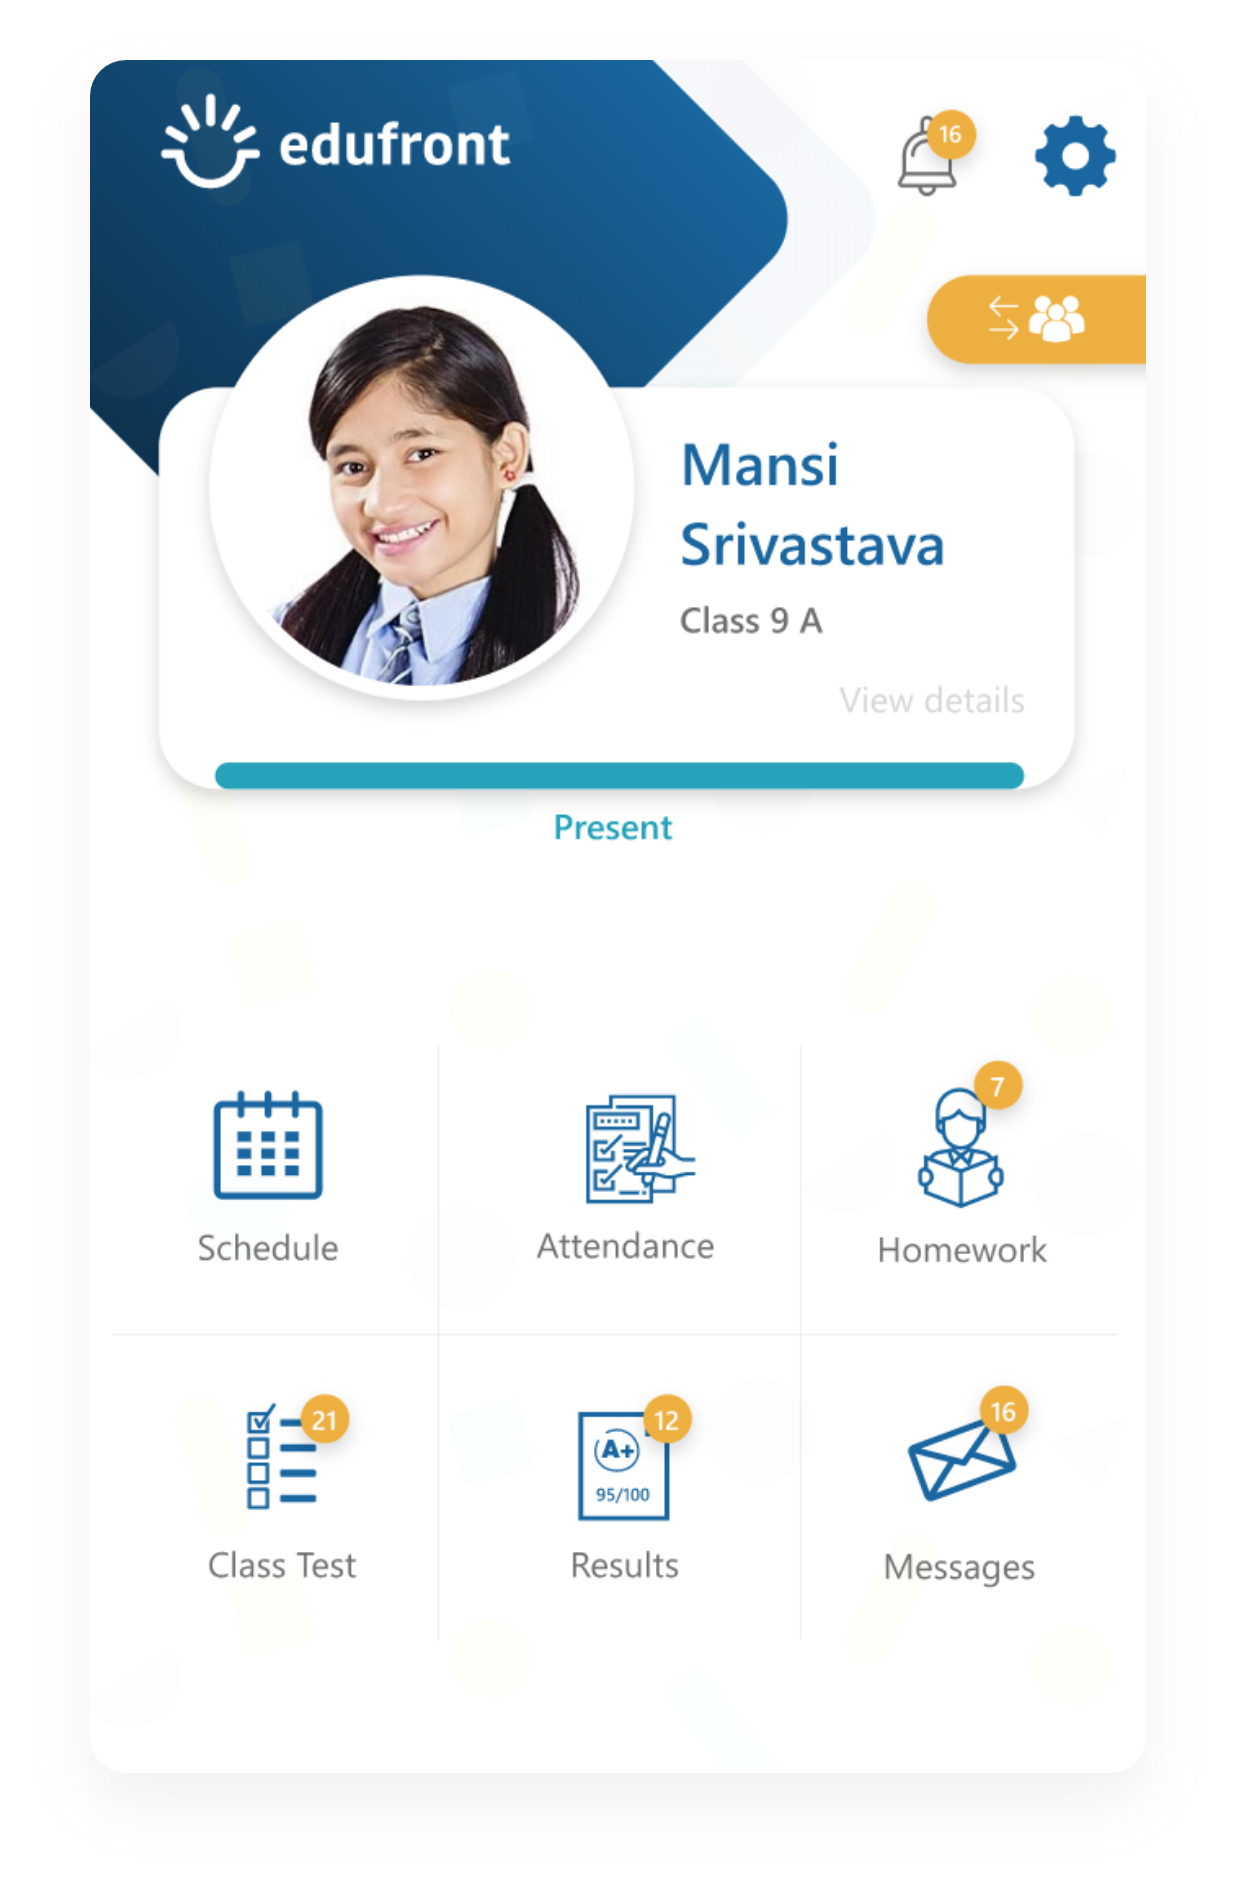 edufront
16
Mansi
Srivastava
Class 9 A
View details
Present
7
Schedule
Attendance
Homework
21
12
16
A+
95/100
Class Test
Results
Messages